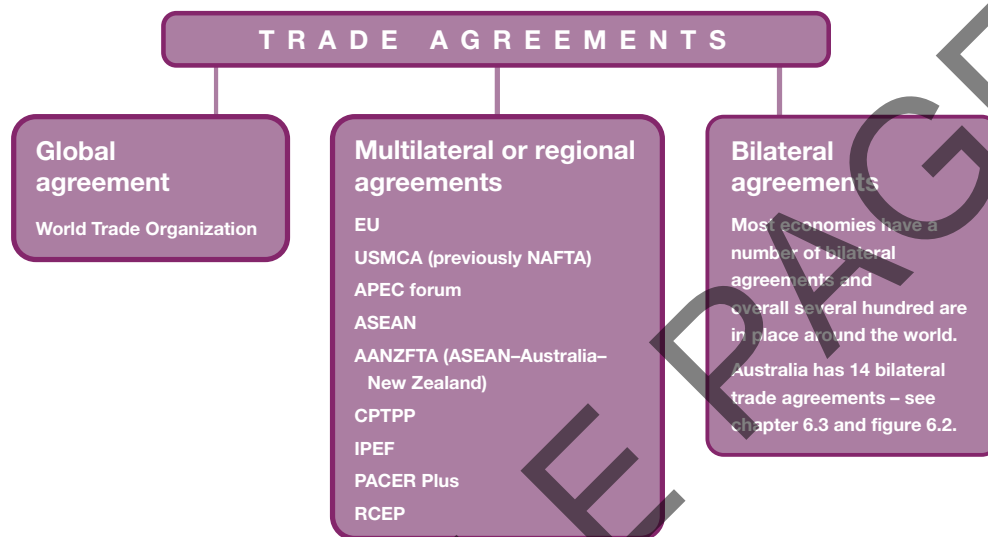 TRADE AGREEMENTS
Global
agreement
World Trade Organization
Multilateral or regional
agreements
EU
USMCA (previously NAFTA)
APEC forum
ASEAN
AANZFTA (ASEAN–Australia–
New Zealand)
CPTPP
IPEF
PACER Plus
RCEP
Bilateral
agreements
Most economies have a
number of bilateral
agreements and
overall several hundred are
in place around the world.
Australia has 14 bilateral
trade agreements – see
chapter 6.3 and figure 6.2.
E PAGE